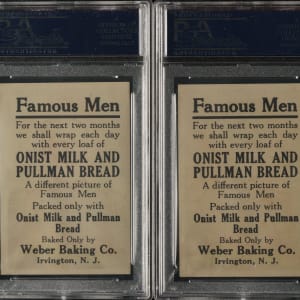 Famous Men
For the next two months
we shall wrap each day
with every loaf of
ONIST MILK AND
PULLMAN BREAD
A different picture of
Famous Men
Packed only with
Onist Milk and Pullman
Bread
Baked Only by
Weber Baking Co.
Irvington, N. J.
Famous Men
For the next two months
we shall wrap each day
with every loaf of
ONIST MILK AND
PULLMAN BREAD
A different picture of
Famous Men
Packed only with
Onist Milk and Pullman
Bread
Baked Only by
Weber Baking Co.
Irvington, N. J.